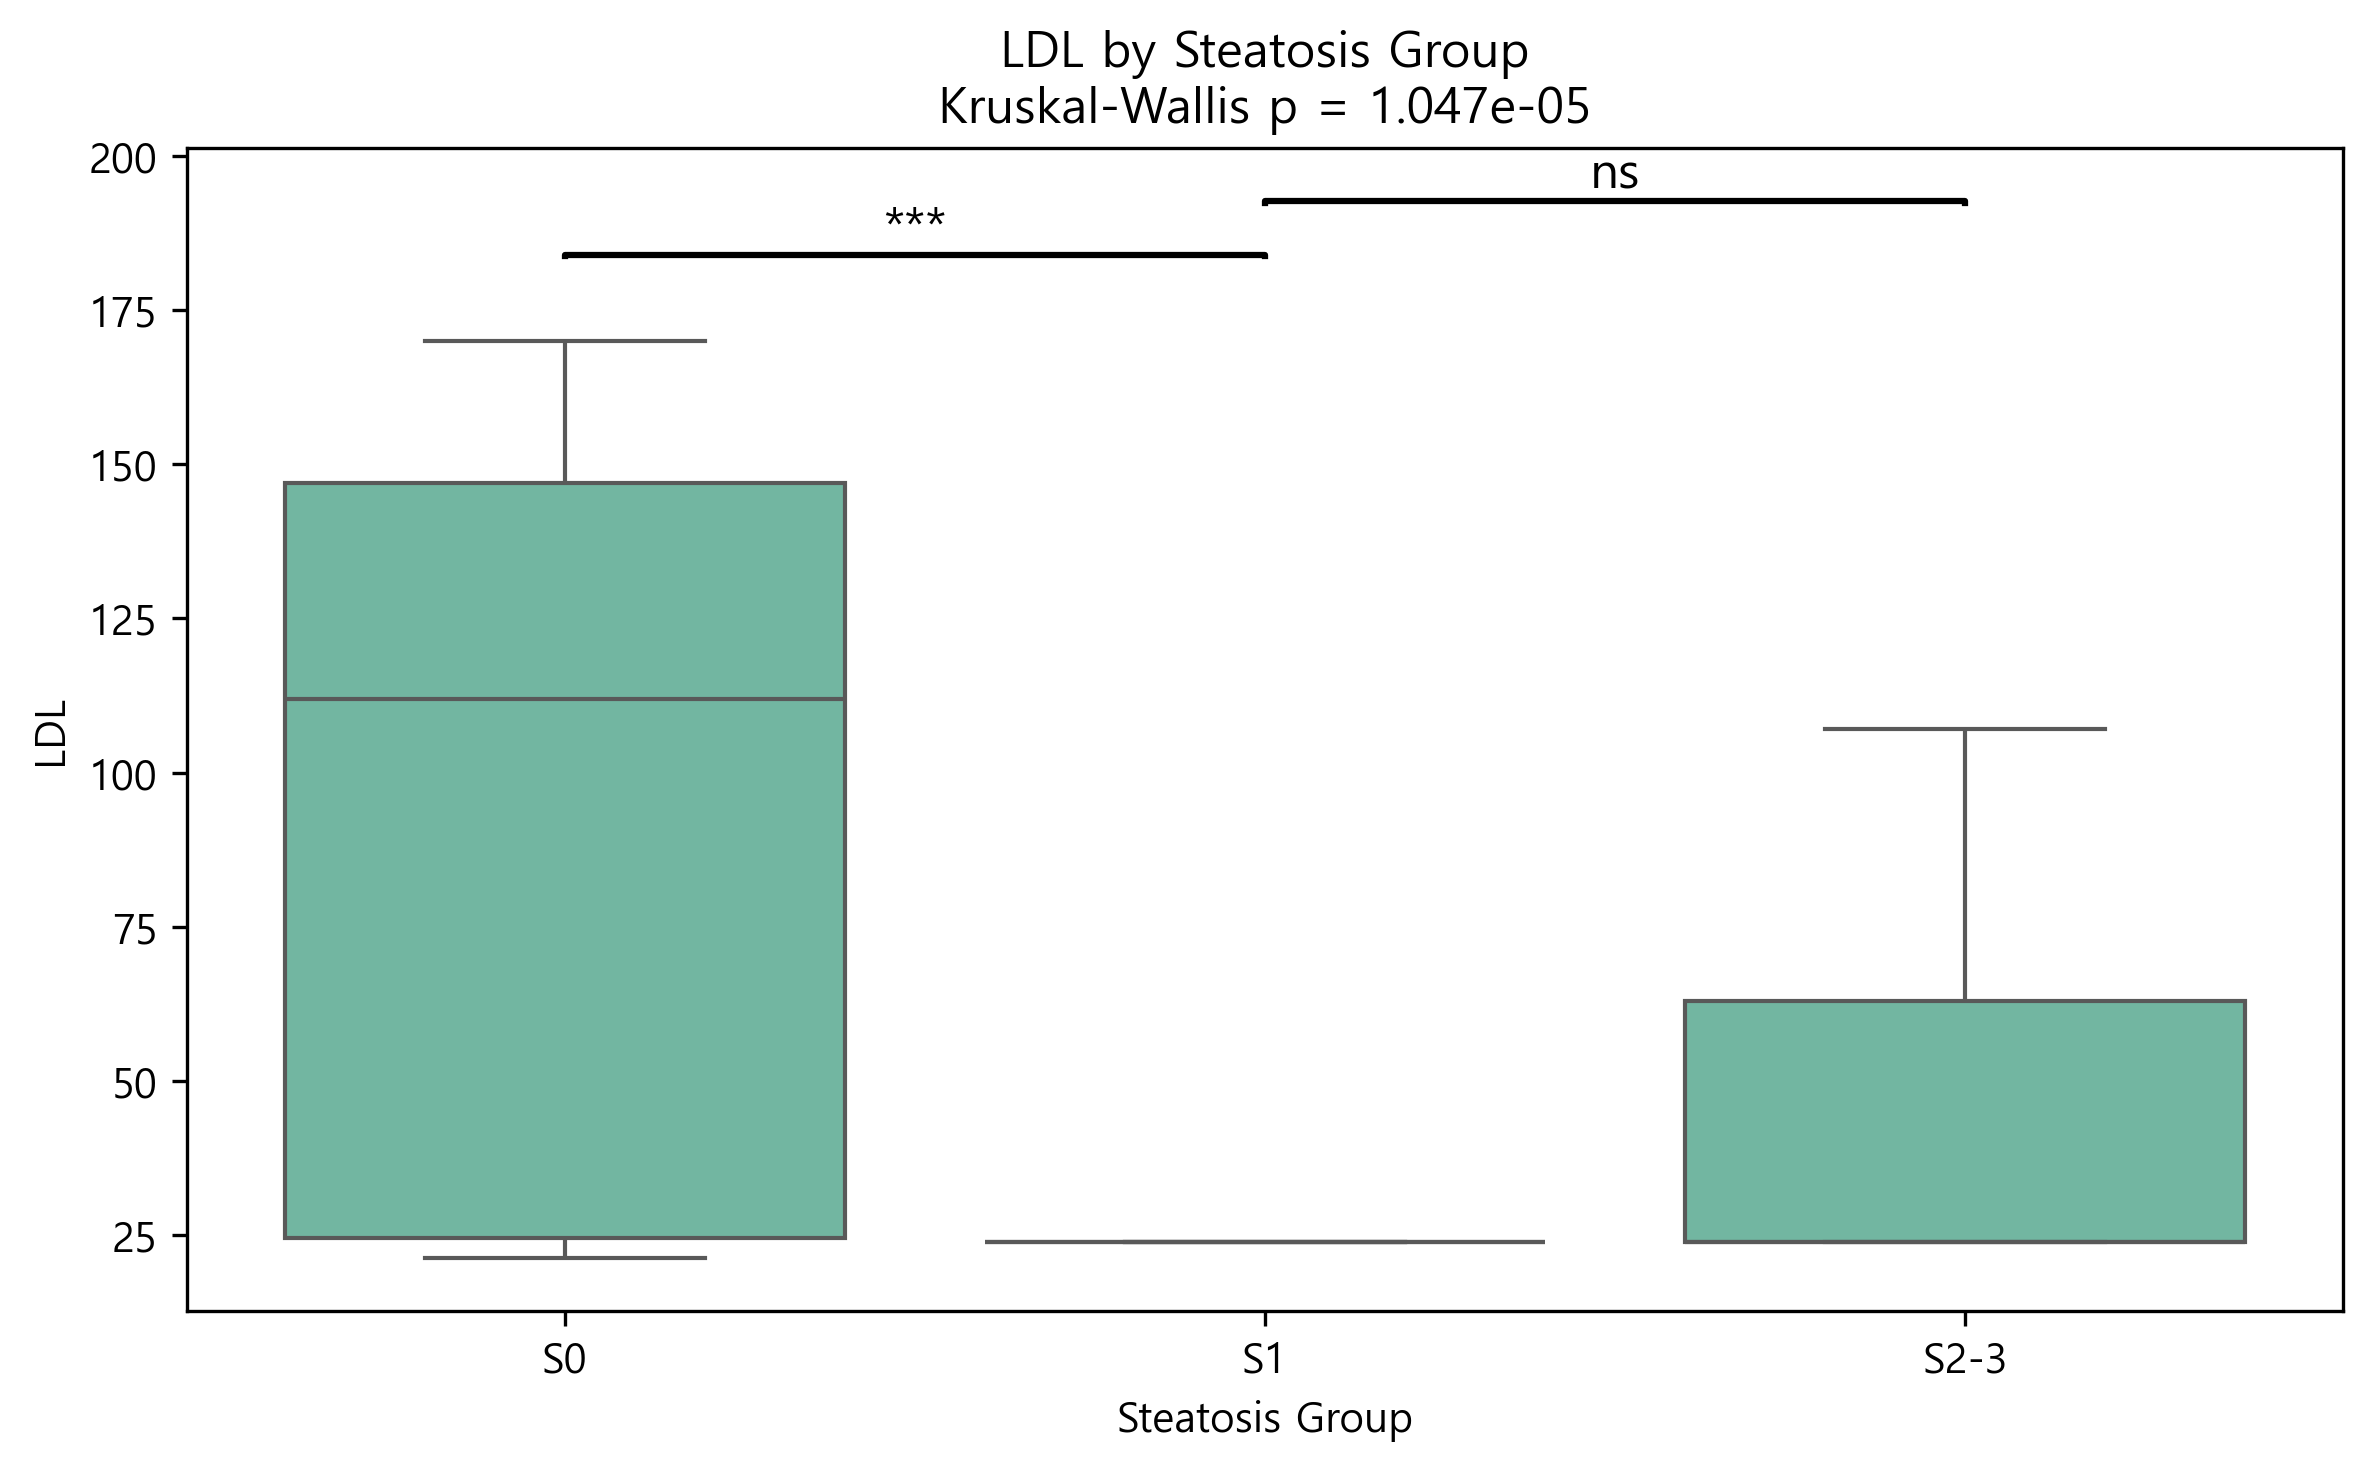 LDL by Steatosis Group
Kruskal-Wallis p = 1.047e-05
200
175
150
125
100
75
50
25
LDL
***
ns
S0
S1
S2-3
Steatosis Group